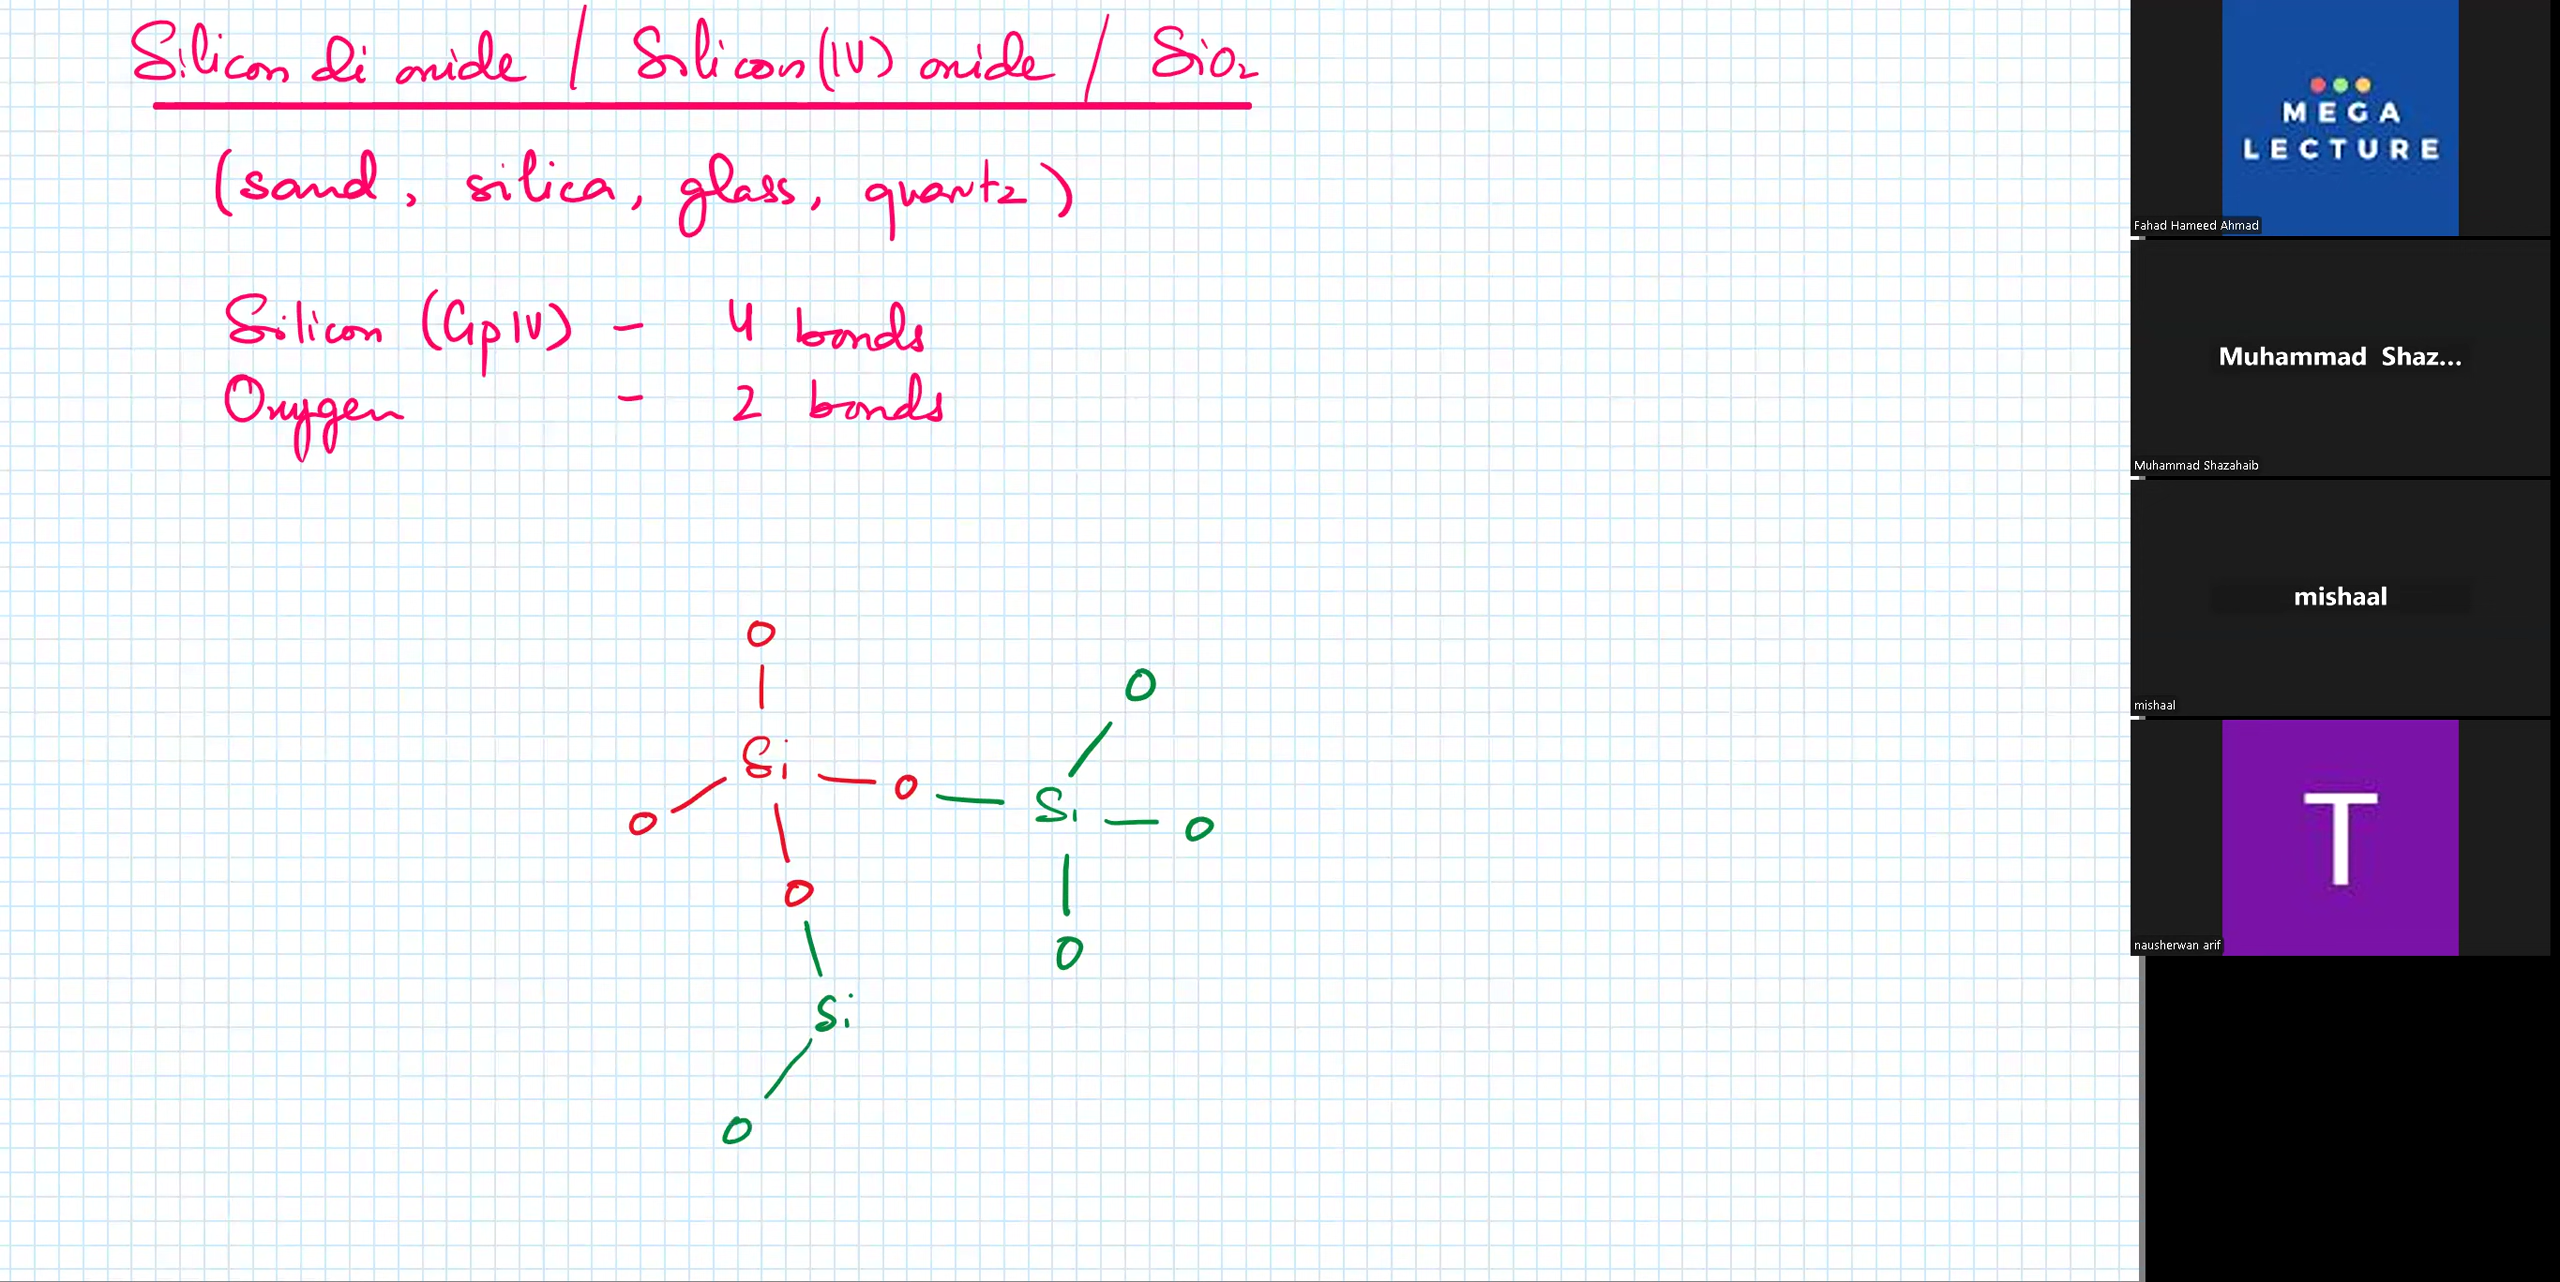 Silicon di oxide / Silicon(IV) oxide / SiO₂
(sand, silica, glass, quartz)
Silicon (Gp IV) - 4 bonds
Oxygen - 2 bonds
O
O
Si
O
Si
O
O
O
O
Si
O
MEGA
LECTURE
Fahad Hameed Ahmad
Muhammad Shaz...
Muhammad Shazahaib
mishaal
mishaal
T
nausherwan arif